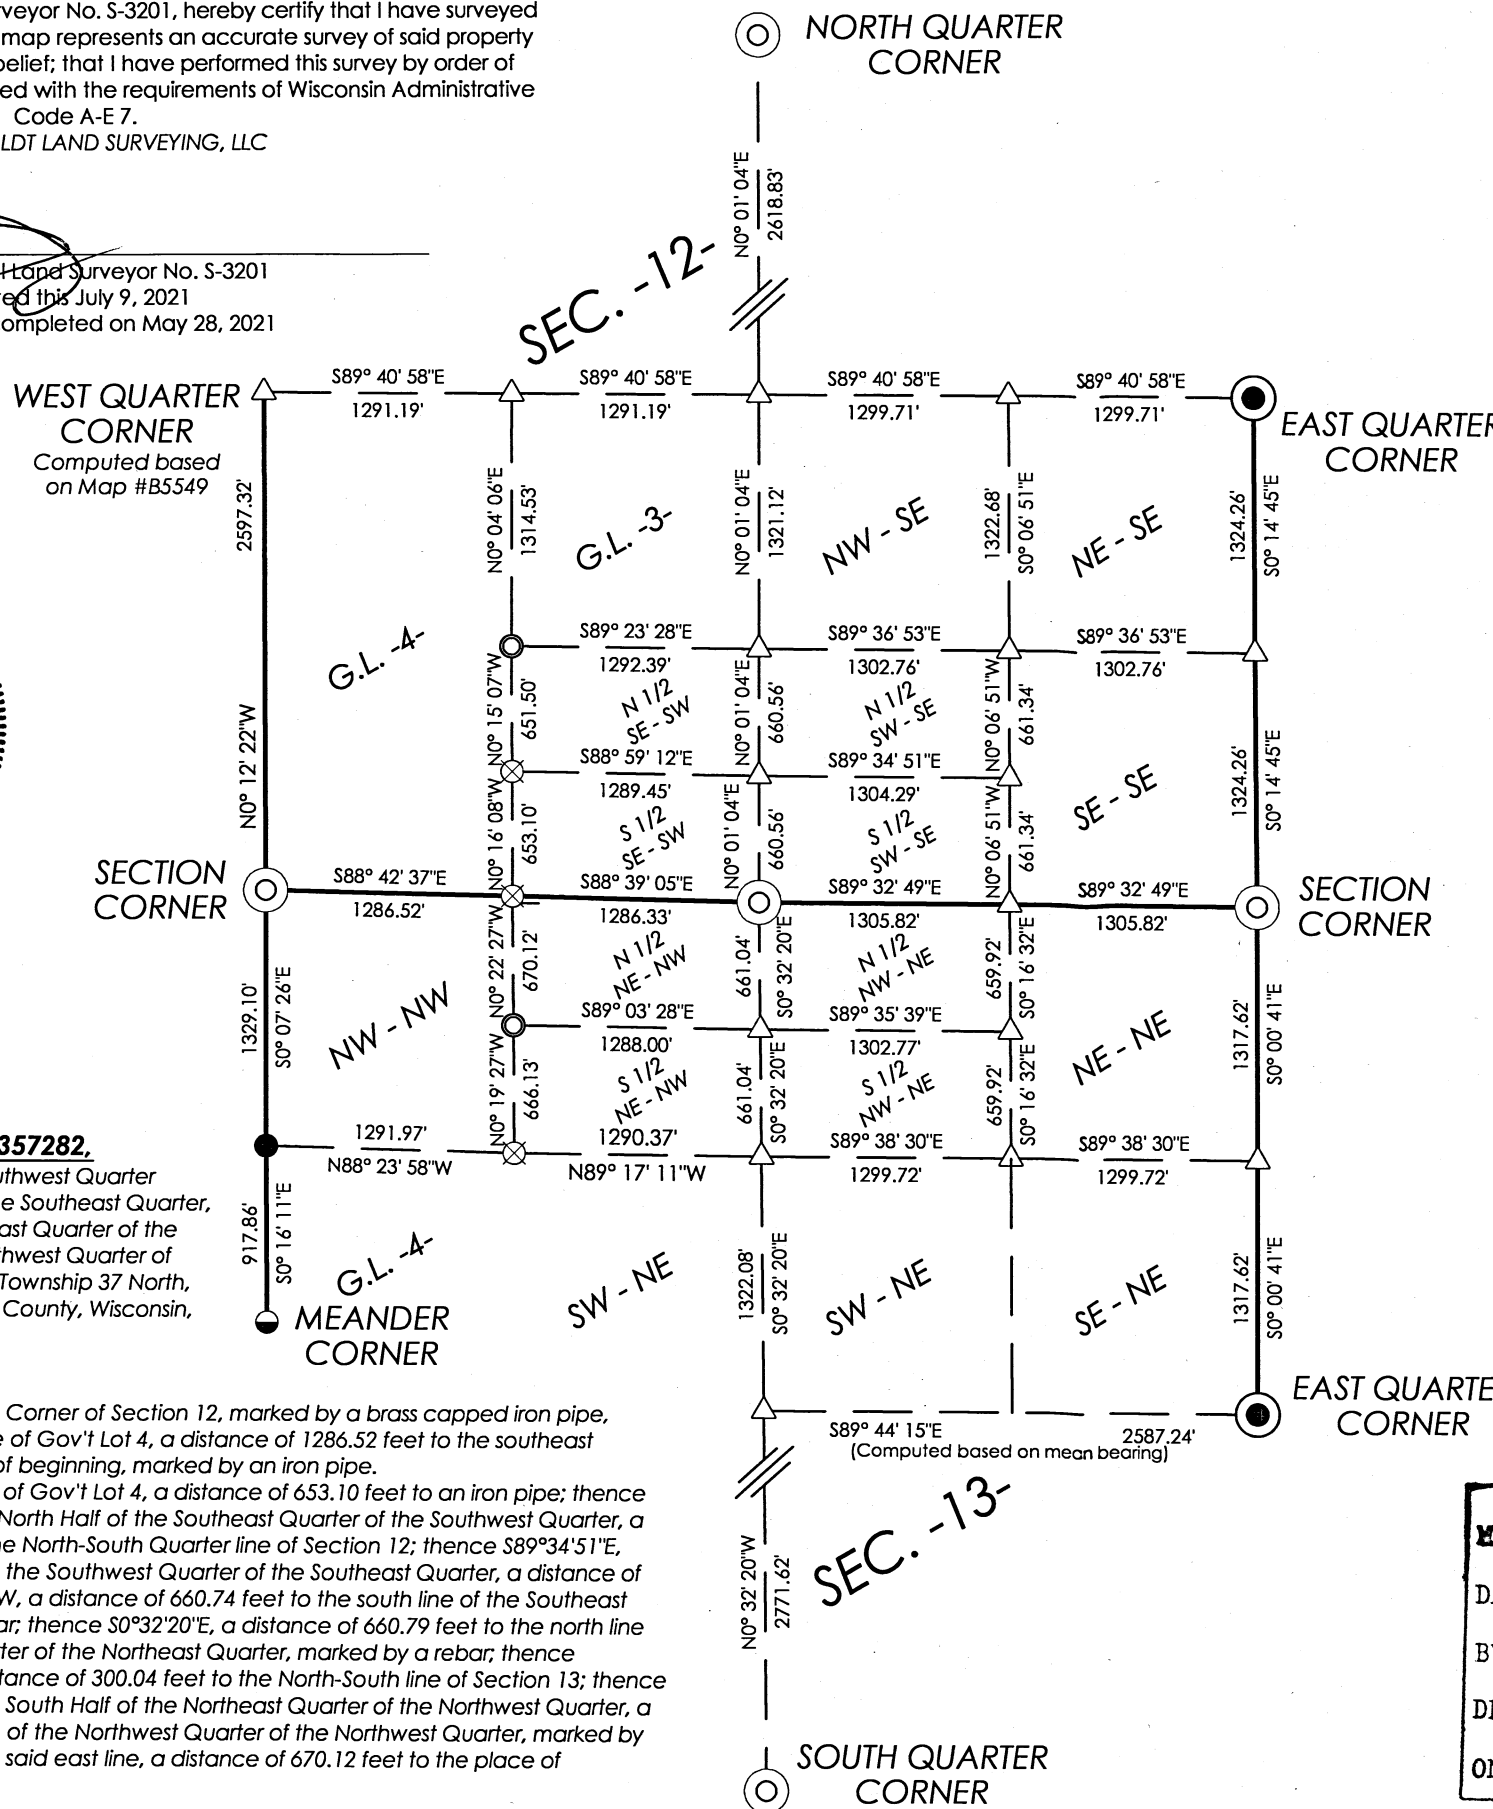 rveyor No. S-3201, hereby certify that I have surveyed
map represents an accurate survey of said property
belief; that I have performed this survey by order of
ed with the requirements of Wisconsin Administrative
Code A-E 7.
LDT LAND SURVEYING, LLC
Land Surveyor No. S-3201
ed this July 9, 2021
ompleted on May 28, 2021
NORTH QUARTER
CORNER
N0° 01' 04"E
2618.83'
SEC. -12-
WEST QUARTER
CORNER
Computed based
on Map #B5549
S89° 40' 58"E
1291.19'
S89° 40' 58"E
1291.19'
S89° 40' 58"E
1299.71'
S89° 40' 58"E
1299.71'
EAST QUARTER
CORNER
2597.32'
N0° 12' 22"W
N0° 04' 06"E
1314.53'
G.L. -3-
N0° 01' 04"E
1321.12'
NW - SE
1322.68'
S0° 06' 51"E
NE - SE
1324.26'
S0° 14' 45"E
G.L. -4-
S89° 23' 28"E
1292.39'
S89° 36' 53"E
1302.76'
S89° 36' 53"E
1302.76'
N0° 15' 07"W
651.50'
N 1/2
SE - SW
N0° 01' 04"E
660.56'
N 1/2
SW - SE
N0° 06' 51"W
661.34'
S88° 59' 12"E
1289.45'
S89° 34' 51"E
1304.29'
SE - SE
1324.26'
S0° 14' 45"E
N0° 16' 08"W
653.10'
S 1/2
SE - SW
N0° 01' 04"E
660.56'
S 1/2
SW - SE
N0° 06' 51"W
661.34'
SECTION
CORNER
S88° 42' 37"E
1286.52'
S88° 39' 05"E
1286.33'
S89° 32' 49"E
1305.82'
S89° 32' 49"E
1305.82'
SECTION
CORNER
1329.10'
S0° 07' 26"E
NW - NW
N0° 22' 27"W
670.12'
N 1/2
NE - NW
661.04'
S0° 32' 20"E
N 1/2
NW - NE
659.92'
S0° 16' 32"E
NE - NE
1317.62'
S0° 00' 41"E
S89° 03' 28"E
1288.00'
S89° 35' 39"E
1302.77'
N0° 19' 27"W
666.13'
S 1/2
NE - NW
661.04'
S0° 32' 20"E
S 1/2
NW - NE
659.92'
S0° 16' 32"E
1291.97'
N88° 23' 58"W
1290.37'
N89° 17' 11"W
S89° 38' 30"E
1299.72'
S89° 38' 30"E
1299.72'
357282,
uthwest Quarter
e Southeast Quarter,
ast Quarter of the
thwest Quarter of
Township 37 North,
County, Wisconsin,
917.86'
S0° 16' 11"E
G.L. -4-
MEANDER
CORNER
SW - NE
1322.08'
S0° 32' 20"E
SW - NE
SE - NE
1317.62'
S0° 00' 41"E
EAST QUARTE
CORNER
S89° 44' 15"E
2587.24'
(Computed based on mean bearing)
Corner of Section 12, marked by a brass capped iron pipe,
e of Gov't Lot 4, a distance of 1286.52 feet to the southeast
of beginning, marked by an iron pipe.
of Gov't Lot 4, a distance of 653.10 feet to an iron pipe; thence
North Half of the Southeast Quarter of the Southwest Quarter, a
he North-South Quarter line of Section 12; thence S89°34'51"E,
the Southwest Quarter of the Southeast Quarter, a distance of
W, a distance of 660.74 feet to the south line of the Southeast
ar; thence S0°32'20"E, a distance of 660.79 feet to the north line
rter of the Northeast Quarter, marked by a rebar; thence
tance of 300.04 feet to the North-South line of Section 13; thence
South Half of the Northeast Quarter of the Northwest Quarter, a
of the Northwest Quarter of the Northwest Quarter, marked by
said east line, a distance of 670.12 feet to the place of
SEC. -13-
N0° 32' 20"W
2771.62'
SOUTH QUARTER
CORNER